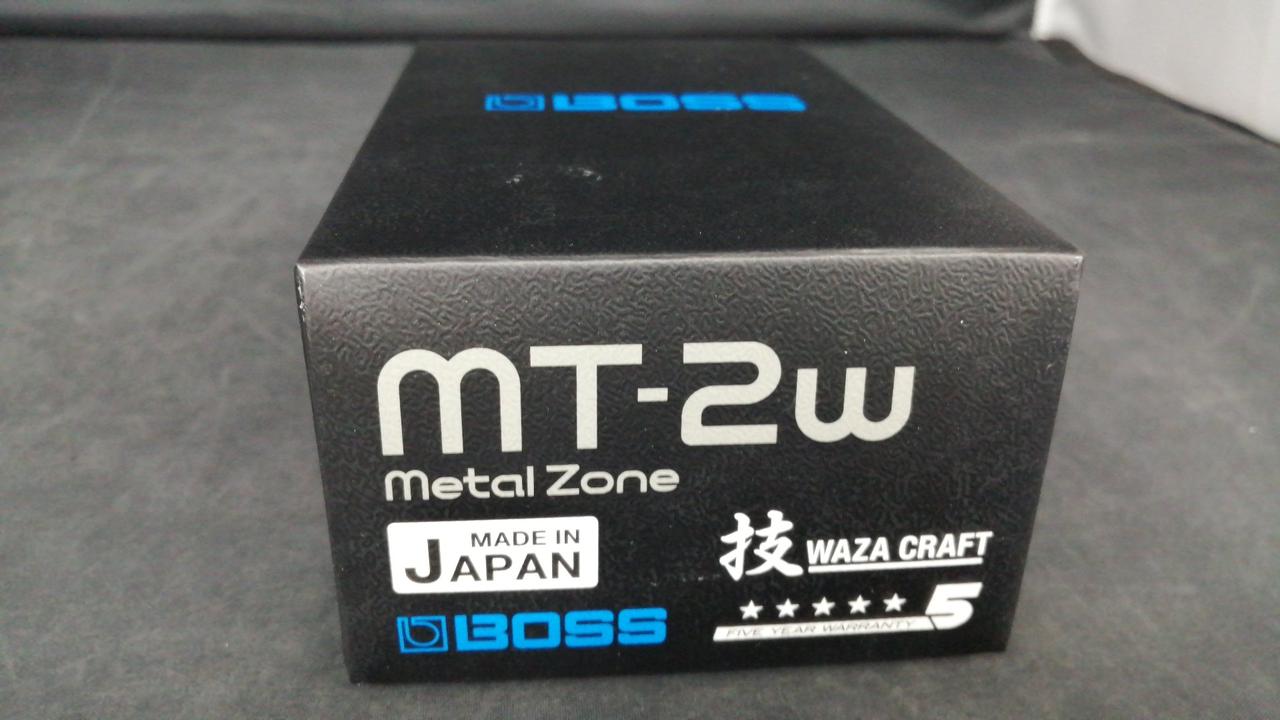 BOSS
MT-2w
Metal Zone
MADE IN
JAPAN
技 WAZA CRAFT
BOSS
5
FIVE YEAR WARRANTY